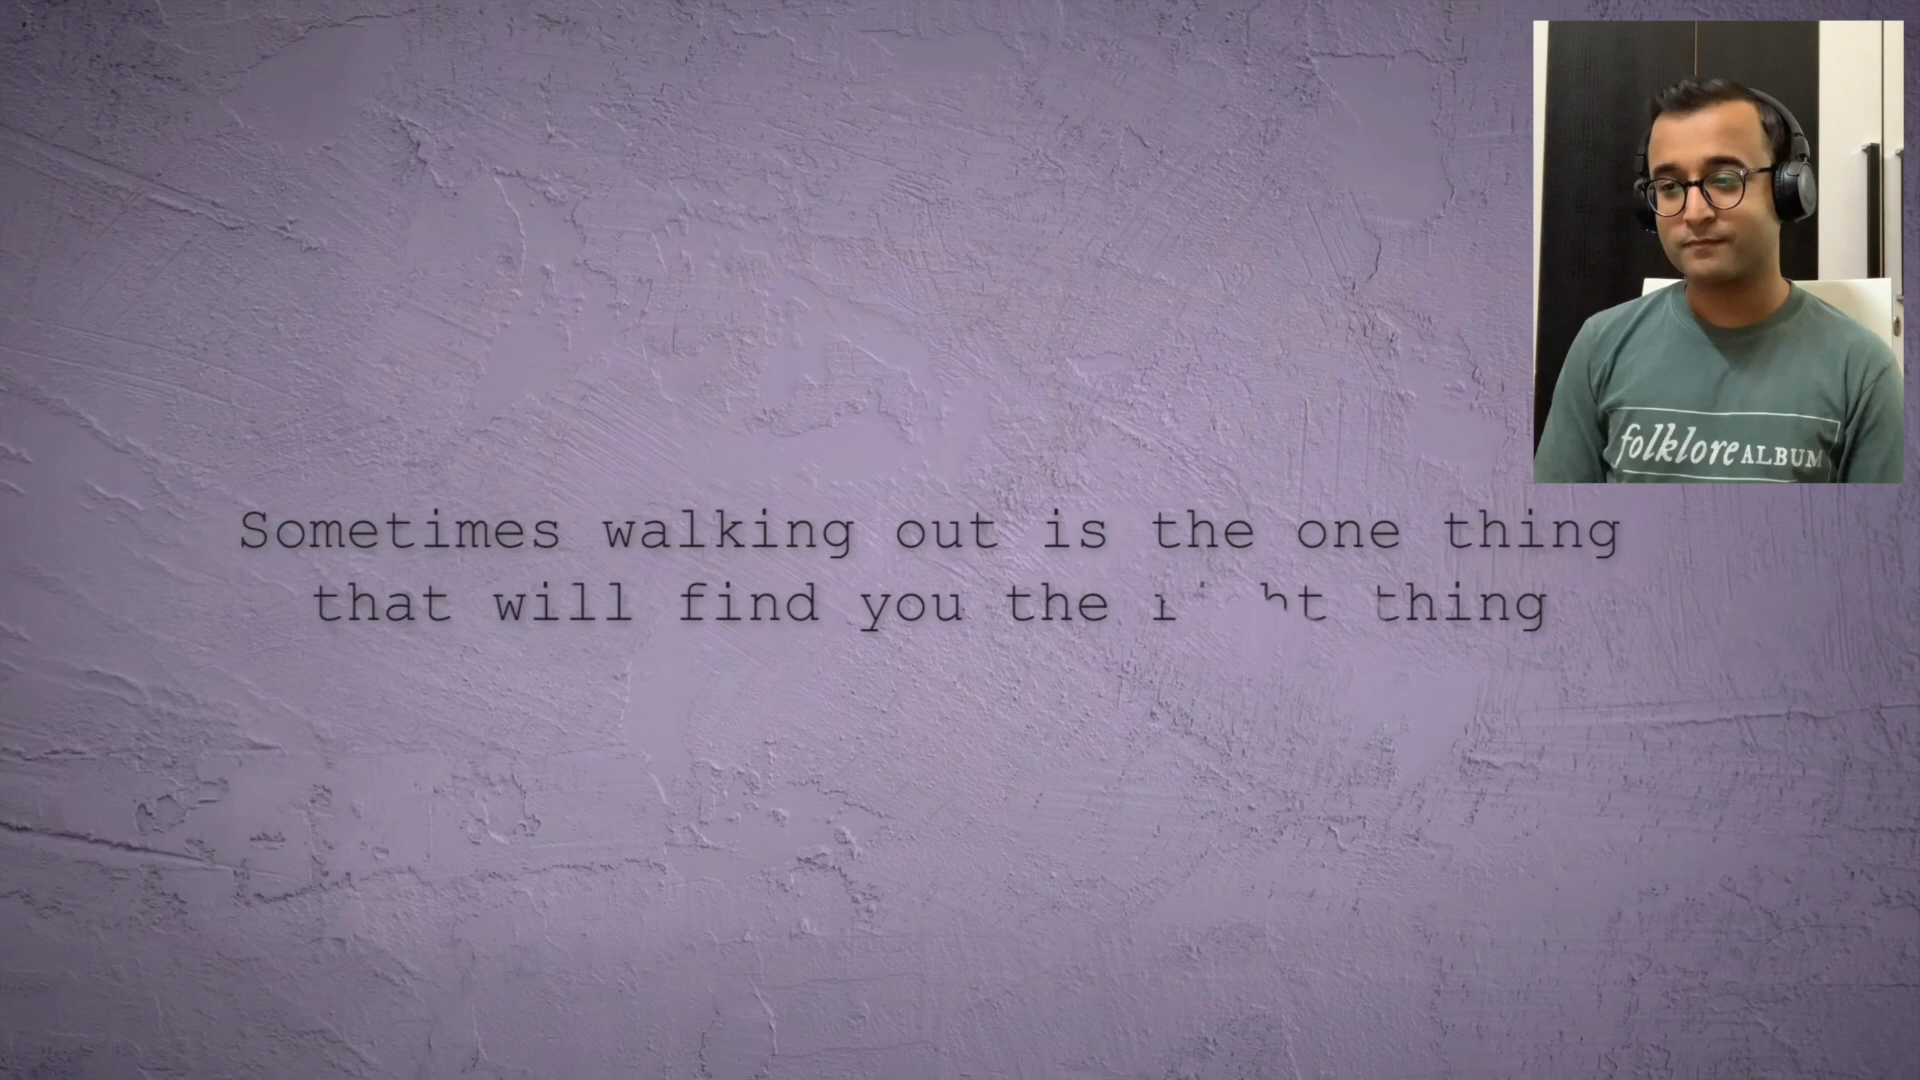 folklore ALBUM
Sometimes walking out is the one thing
that will find you the thing